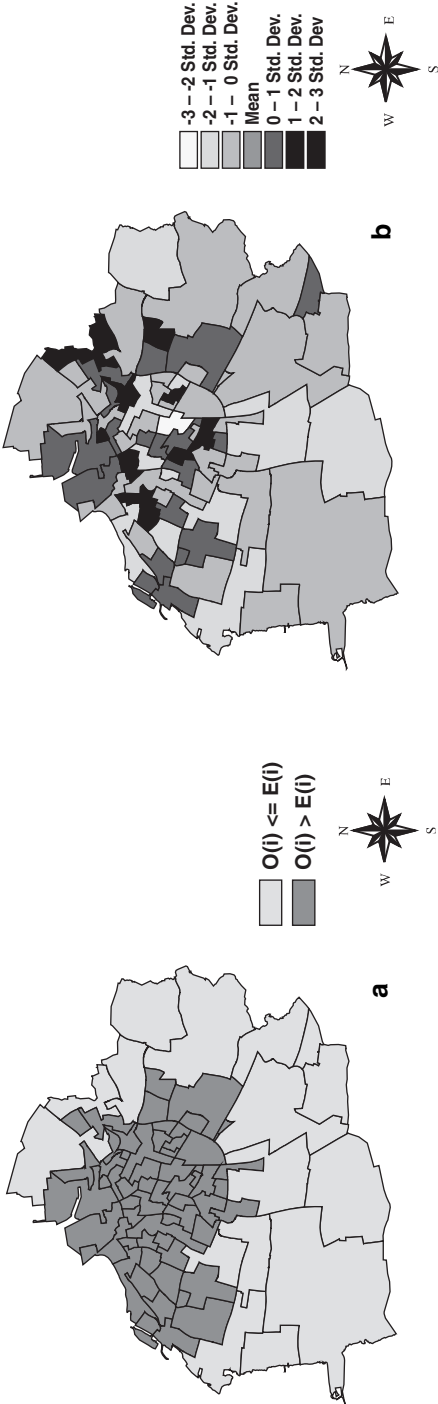 a
O(i) <= E(i)
O(i) > E(i)
N
W E
S
b
-3 – -2 Std. Dev.
-2 – -1 Std. Dev.
-1 – 0 Std. Dev.
Mean
0 – 1 Std. Dev.
1 – 2 Std. Dev.
2 – 3 Std. Dev
N
W E
S